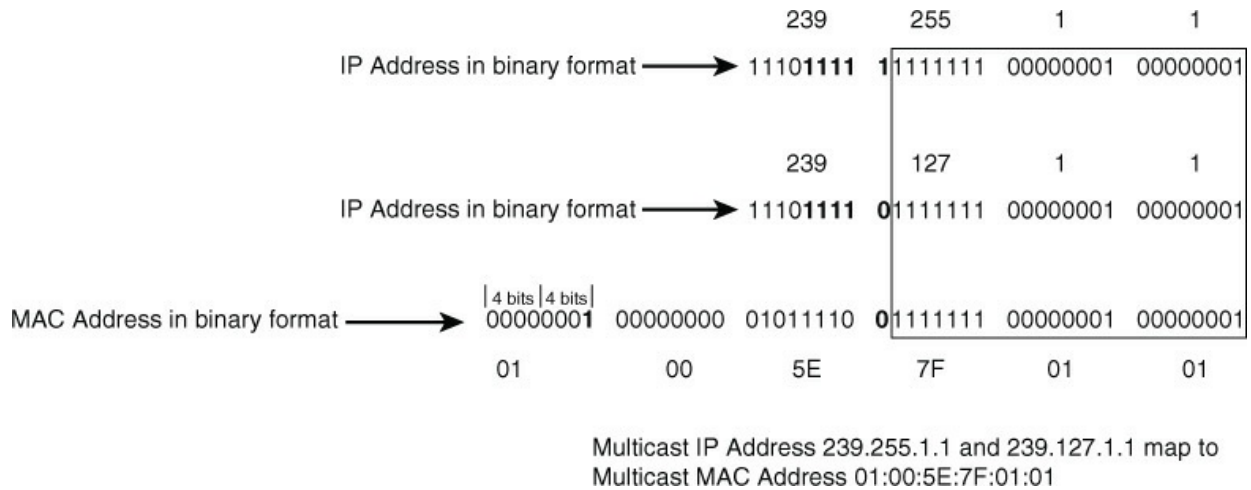 239 255 1 1
IP Address in binary format 11101111 11111111 00000001 00000001
239 127 1 1
IP Address in binary format 11101111 01111111 00000001 00000001
4 bits 4 bits
MAC Address in binary format 00000001 00000000 01011110 01111111 00000001 00000001
01 00 5E 7F 01 01
Multicast IP Address 239.255.1.1 and 239.127.1.1 map to
Multicast MAC Address 01:00:5E:7F:01:01